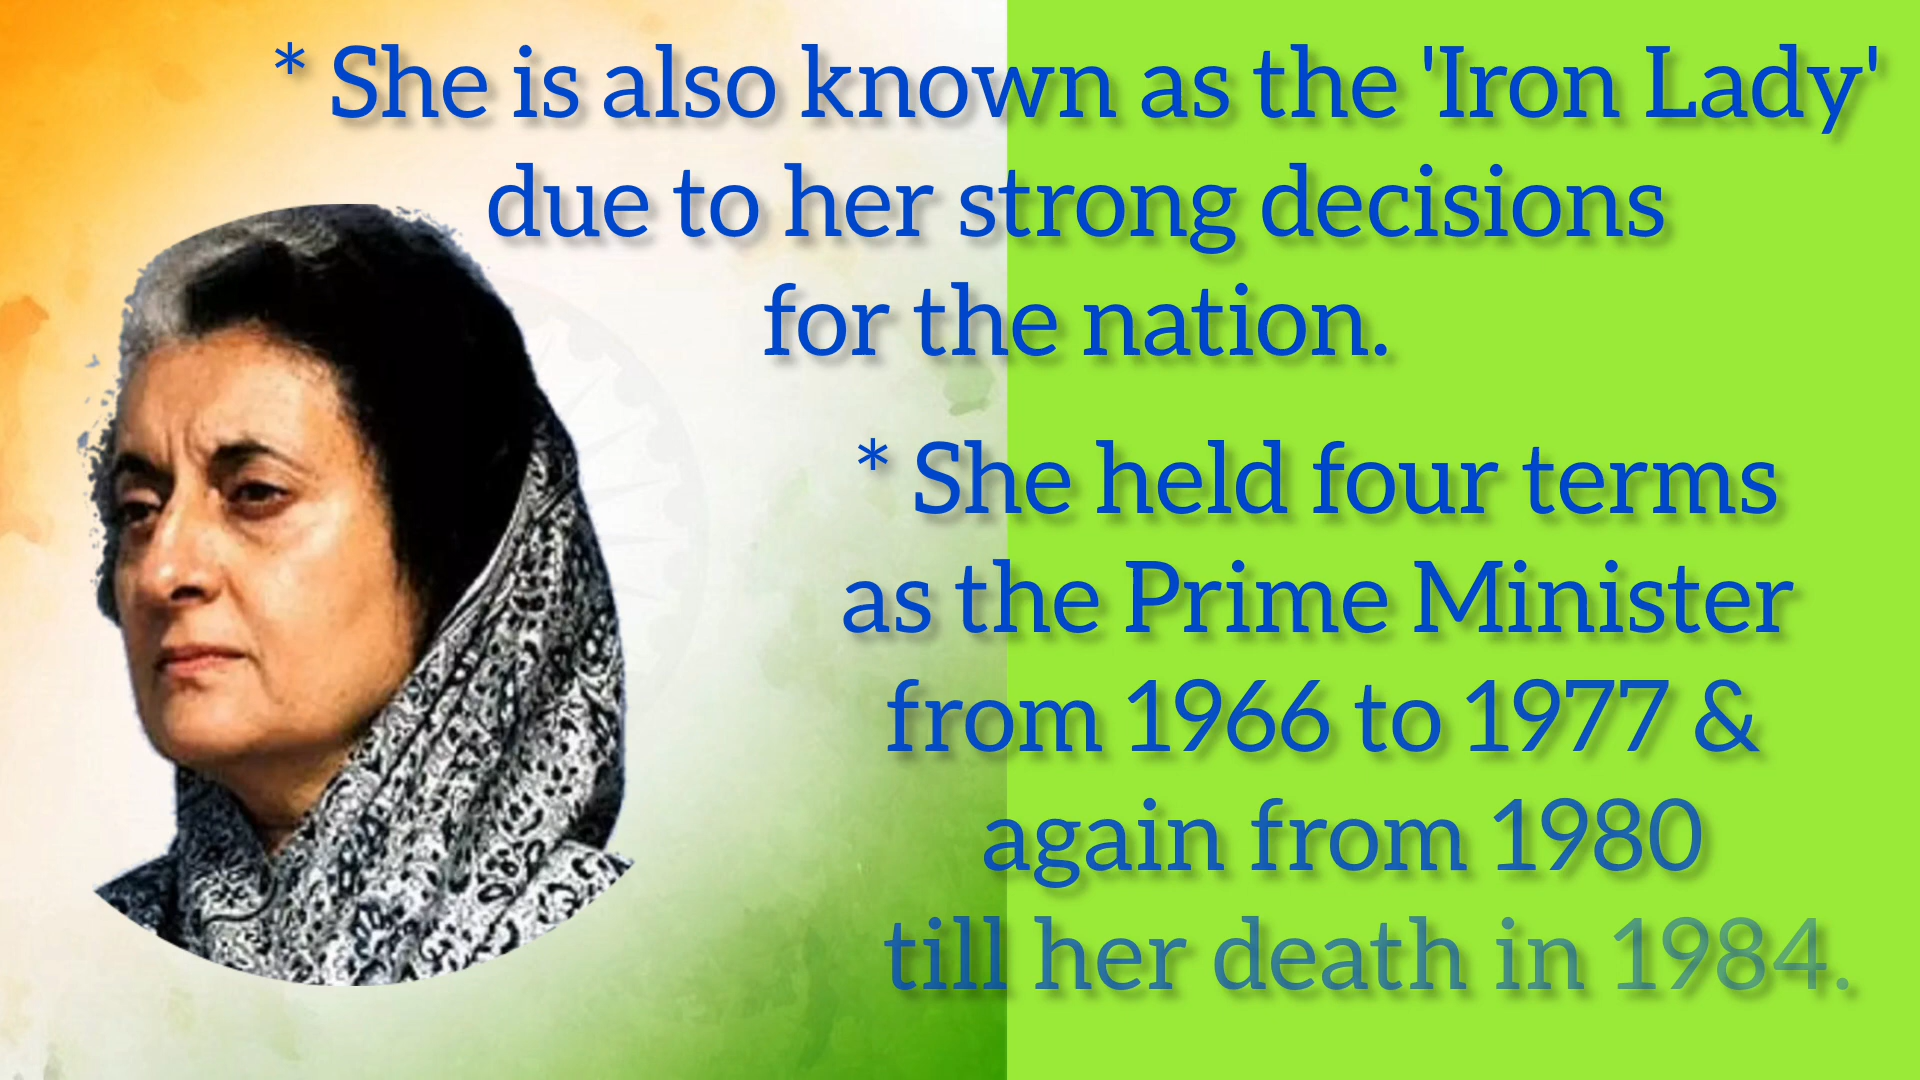 * She is also known as the 'Iron Lady'
due to her strong decisions
for the nation.
* She held four terms
as the Prime Minister
from 1966 to 1977 &
again from 1980
till her death in 1984.